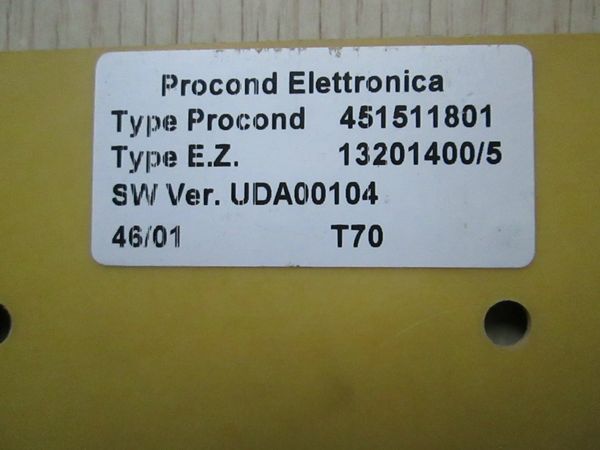 Procond Elettronica
Type Procond 451511801
Type E.Z. 13201400/5
SW Ver. UDA00104
46/01 T70